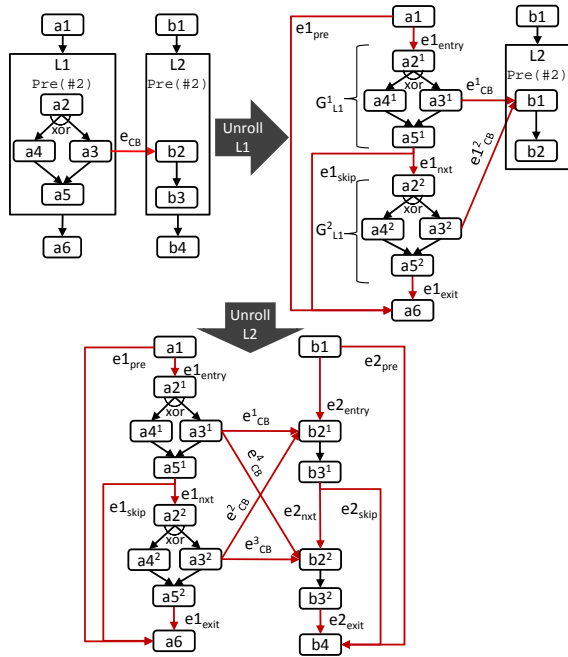 a1
b1
L1
Pre(#2)
a2
xor
a4
a3
a5
a6
eCB
L2
Pre(#2)
b2
b3
b4
Unroll
L1
a1
e1pre
e1entry
a2¹
xor
G¹L1
a4¹
a3¹
a5¹
e¹CB
e1²CB
e1skip
e1nxt
a2²
xor
G²L1
a4²
a3²
a5²
e1exit
a6
b1
L2
Pre(#2)
b1
b2
Unroll
L2
a1
e1pre
e1entry
a2¹
xor
a4¹
a3¹
a5¹
e1skip
e1nxt
a2²
xor
a4²
a3²
a5²
e1exit
a6
e¹CB
e⁴CB
e²CB
e³CB
b1
e2pre
e2entry
b2¹
b3¹
e2nxt
e2skip
b2²
b3²
e2exit
b4